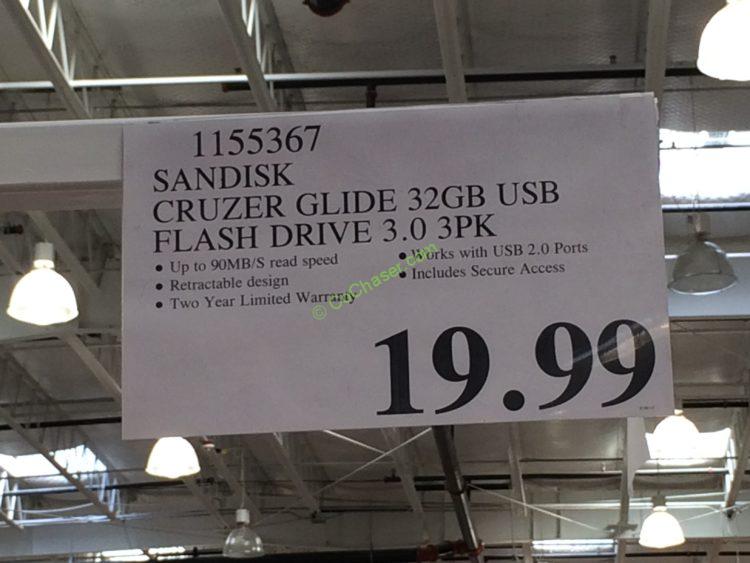 1155367
SANDISK
CRUZER GLIDE 32GB USB
FLASH DRIVE 3.0 3PK
• Up to 90MB/S read speed
• Retractable design
• Two Year Limited Warranty
• Works with USB 2.0 Ports
• Includes Secure Access
© CoChaser.com
19.99